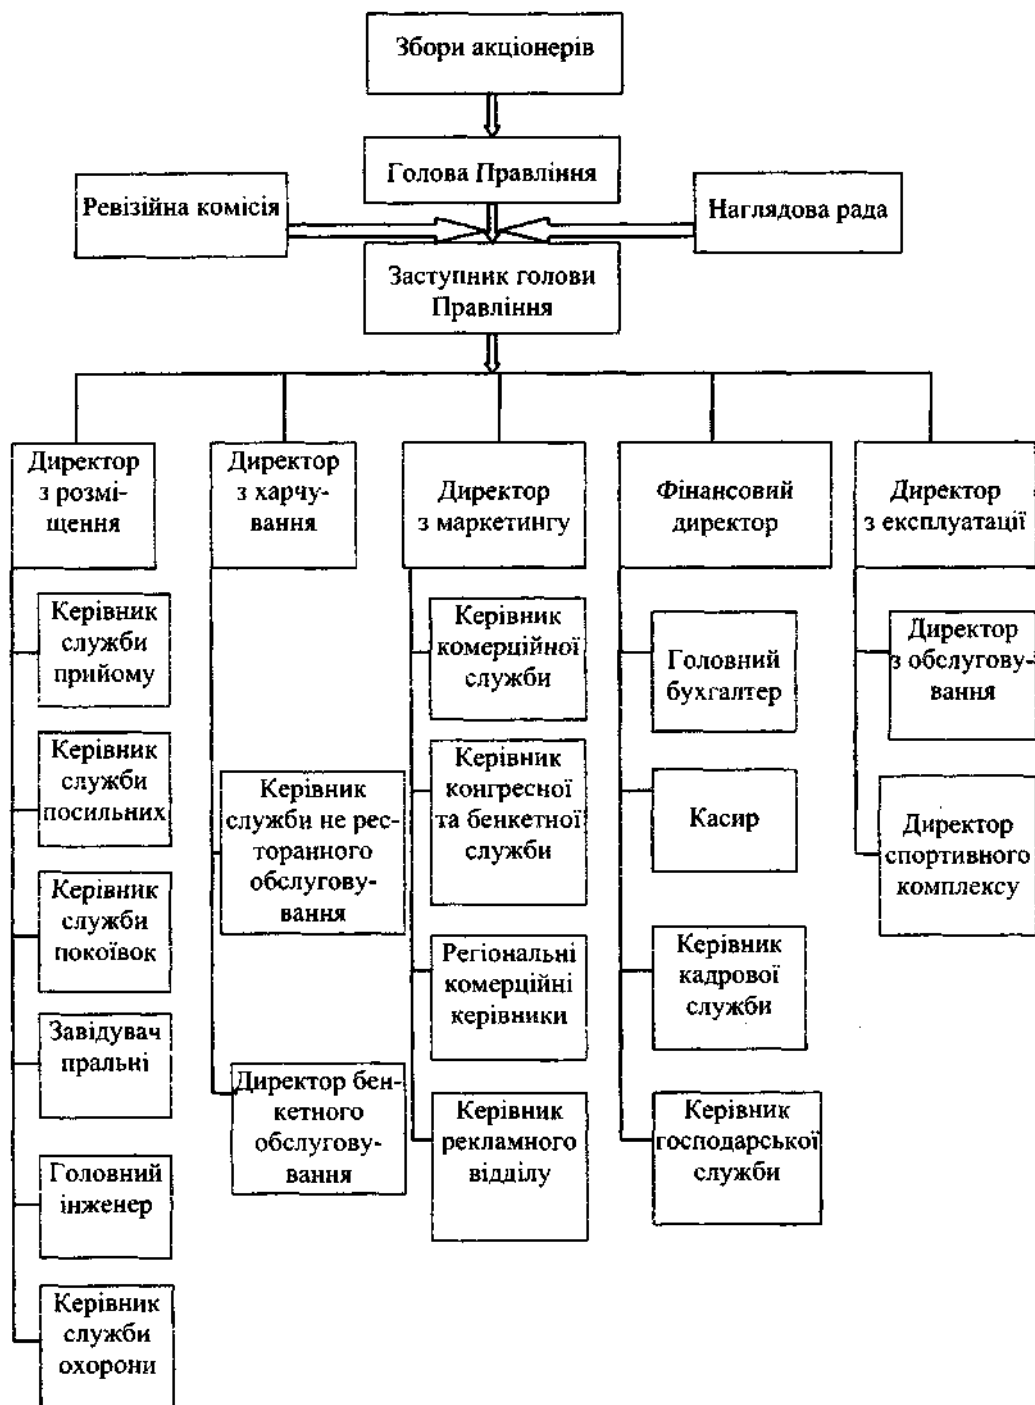 Збори акціонерів
Голова Правління
Ревізійна комісія
Наглядова рада
Заступник голови
Правління
Директор
з розмі-
щення
Директор
з харчу-
вання
Директор
з маркетингу
Фінансовий
директор
Директор
з експлуатації
Керівник
служби
прийому
Керівник
служби
посильних
Керівник
служби
покоївок
Завідувач
пральні
Головний
інженер
Керівник
служби
охорони
Керівник
служби не рес-
торанного
обслугову-
вання
Директор бен-
кетного
обслугову-
вання
Керівник
комерційної
служби
Керівник
конгресної
та бенкетної
служби
Регіональні
комерційні
керівники
Керівник
рекламного
відділу
Головний
бухгалтер
Касир
Керівник
кадрової
служби
Керівник
господарської
служби
Директор
з обслугову-
вання
Директор
спортивного
комплексу